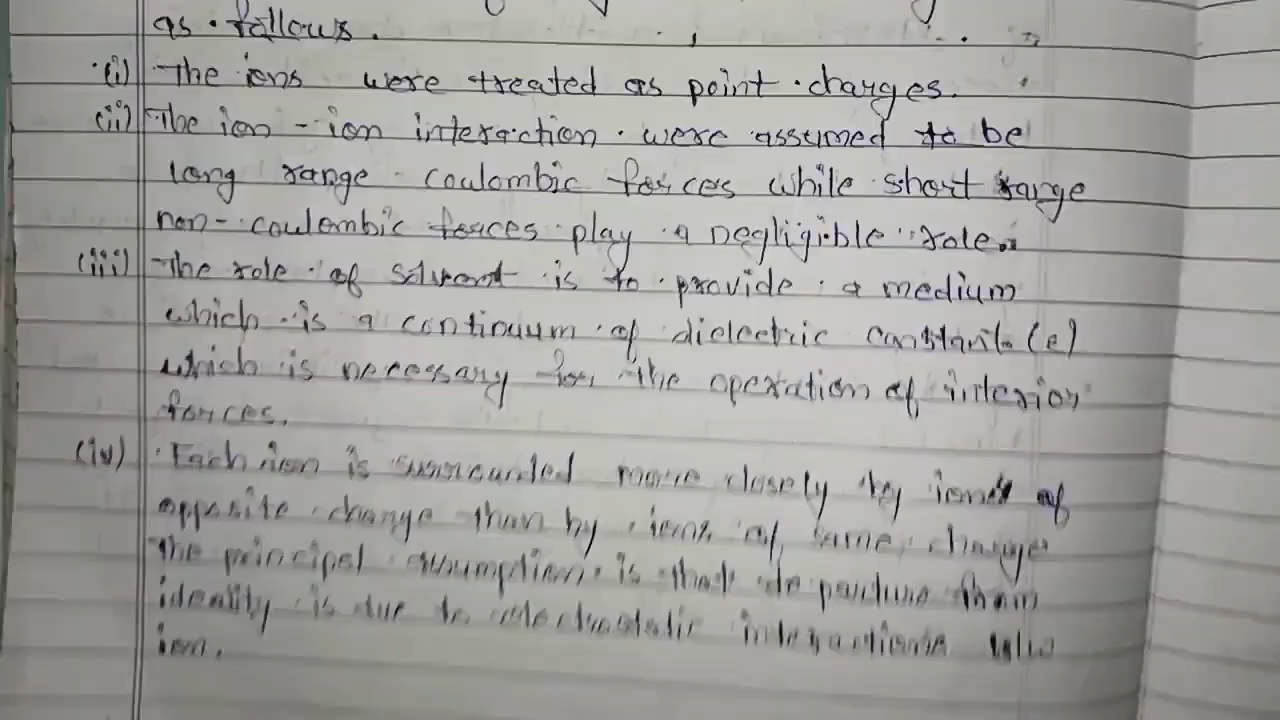 as follows.
(i) The ions were treated as point charges.
(ii) The ion - ion interaction were assumed to be
long range coulombic forces while short range
non-coulombic forces play a negligible role.
(iii) The role of solvent is to provide a medium
which is a continuum of dielectric constant (e)
which is necessary for the operation of interior
forces.
(iv) Each ion is surrounded more closely by ions of
opposite charge than by ions of same charge
the principal assumption is that departure from
ideality is due to electrostatic interactions
ion.